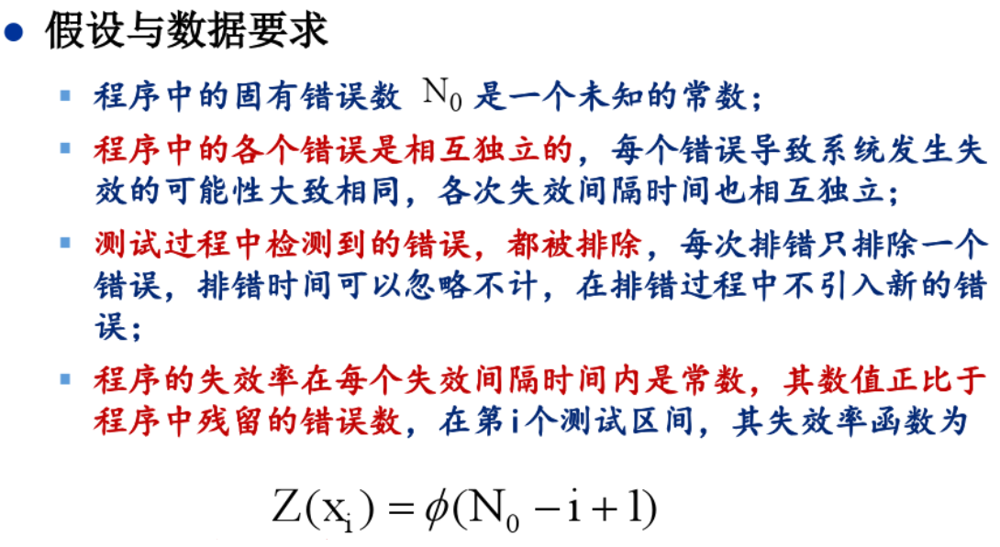 ● 假设与数据要求
▪ 程序中的固有错误数 N₀ 是一个未知的常数；
▪ 程序中的各个错误是相互独立的，每个错误导致系统发生失
效的可能性大致相同，各次失效间隔时间也相互独立；
▪ 测试过程中检测到的错误，都被排除，每次排错只排除一个
错误，排错时间可以忽略不计，在排错过程中不引入新的错
误；
▪ 程序的失效率在每个失效间隔时间内是常数，其数值正比于
程序中残留的错误数，在第i个测试区间，其失效率函数为
Z(xᵢ) = ϕ(N₀ − i + 1)